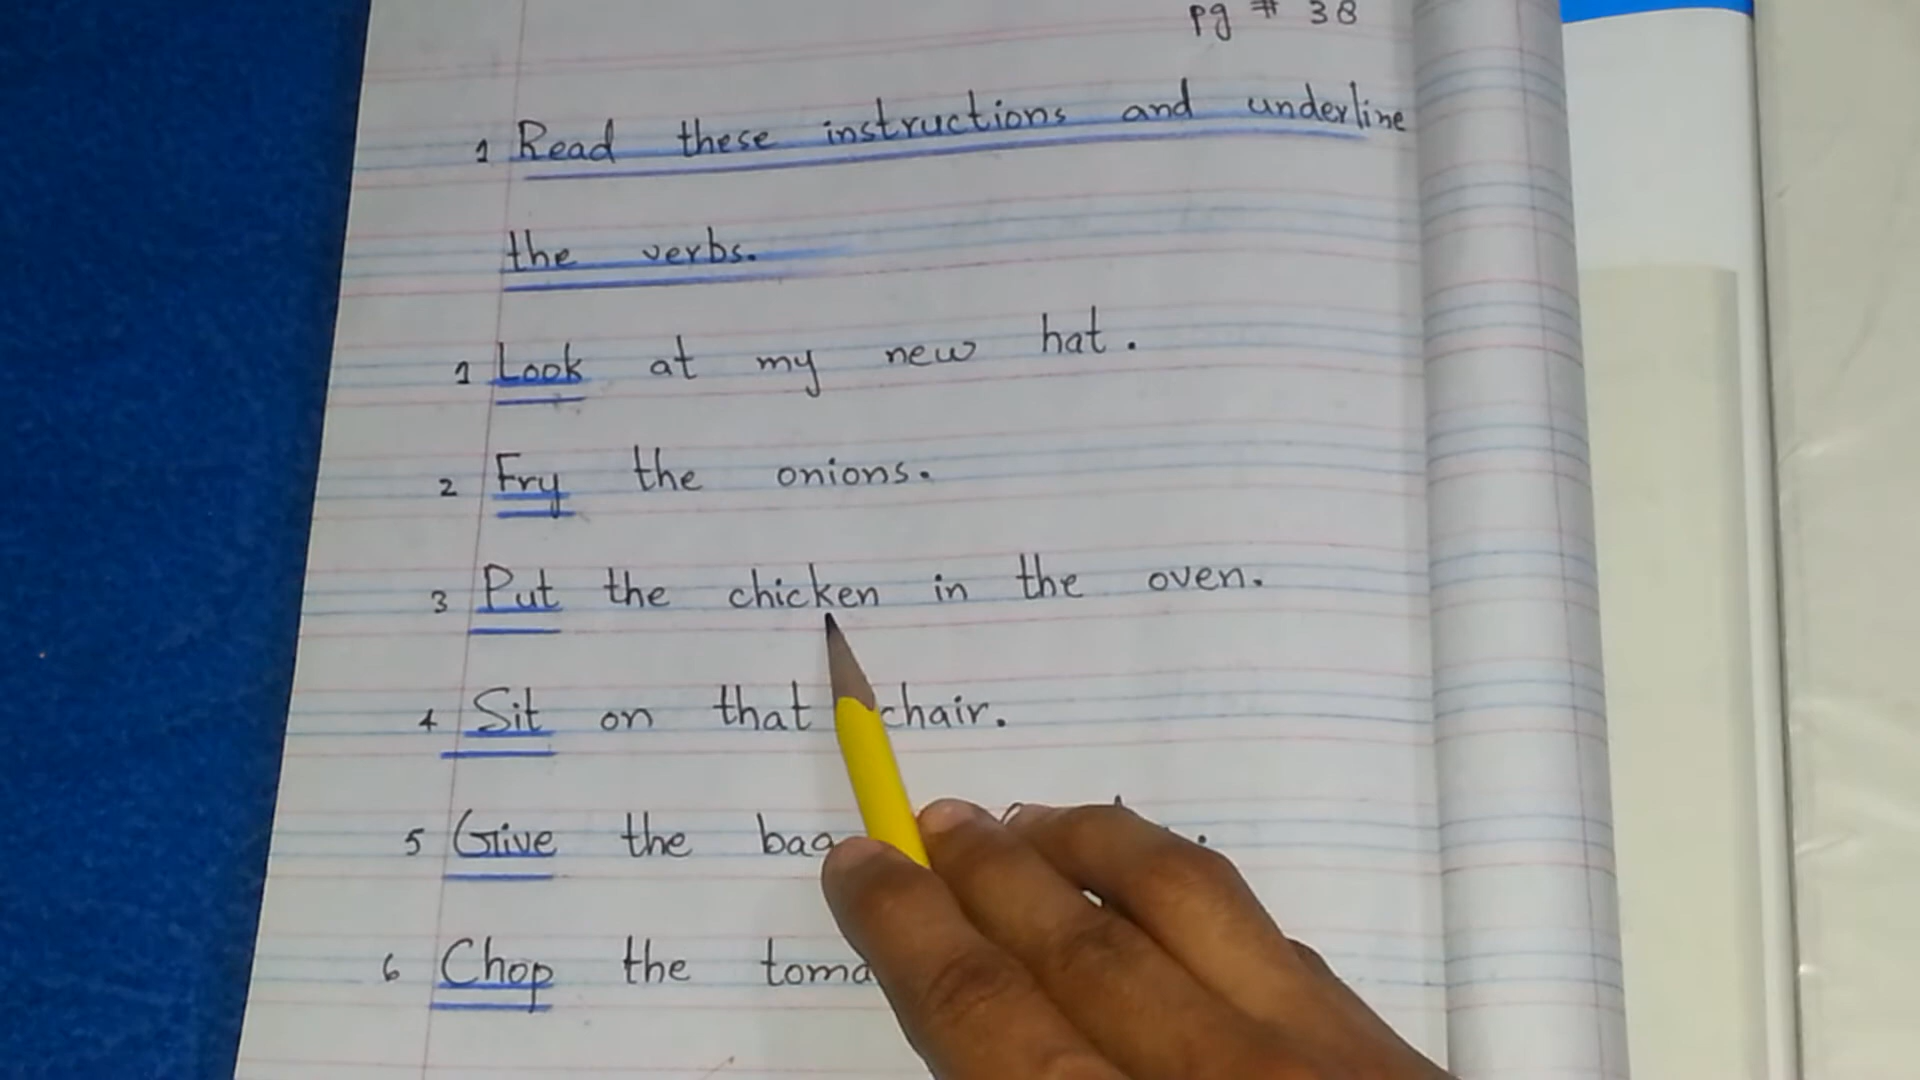 pg # 38
1 Read these instructions and underline
the verbs.
1 Look at my new hat.
2 Fry the onions.
3 Put the chicken in the oven.
4 Sit on that chair.
5 Give the bag
6 Chop the